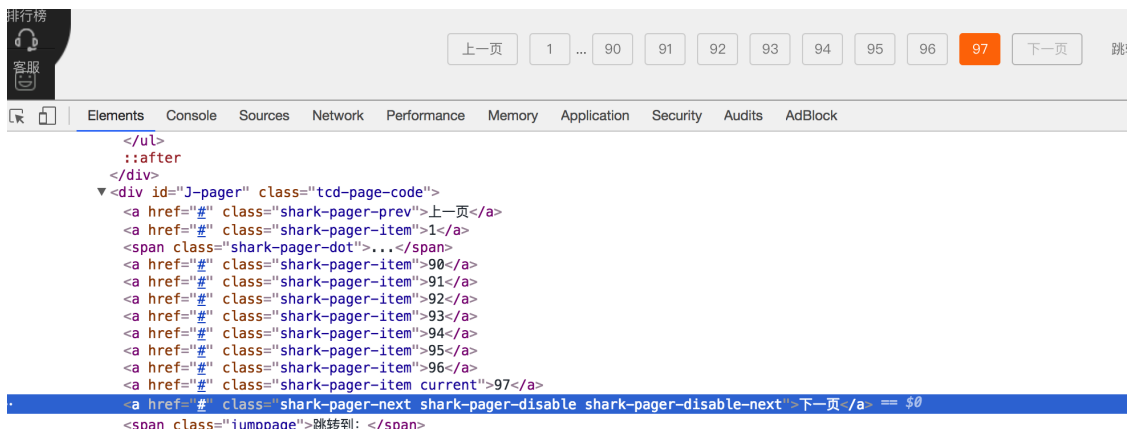 排行榜
客服
上一页 1 ... 90 91 92 93 94 95 96 97 下一页
Elements Console Sources Network Performance Memory Application Security Audits AdBlock
</ul>
::after
</div>
▼<div id="J-pager" class="tcd-page-code">
<a href="#" class="shark-pager-prev">上一页</a>
<a href="#" class="shark-pager-item">1</a>
<span class="shark-pager-dot">...</span>
<a href="#" class="shark-pager-item">90</a>
<a href="#" class="shark-pager-item">91</a>
<a href="#" class="shark-pager-item">92</a>
<a href="#" class="shark-pager-item">93</a>
<a href="#" class="shark-pager-item">94</a>
<a href="#" class="shark-pager-item">95</a>
<a href="#" class="shark-pager-item">96</a>
<a href="#" class="shark-pager-item current">97</a>
<a href="#" class="shark-pager-next shark-pager-disable shark-pager-disable-next">下一页</a> == $0
<span class="jumppage">跳转到: </span>